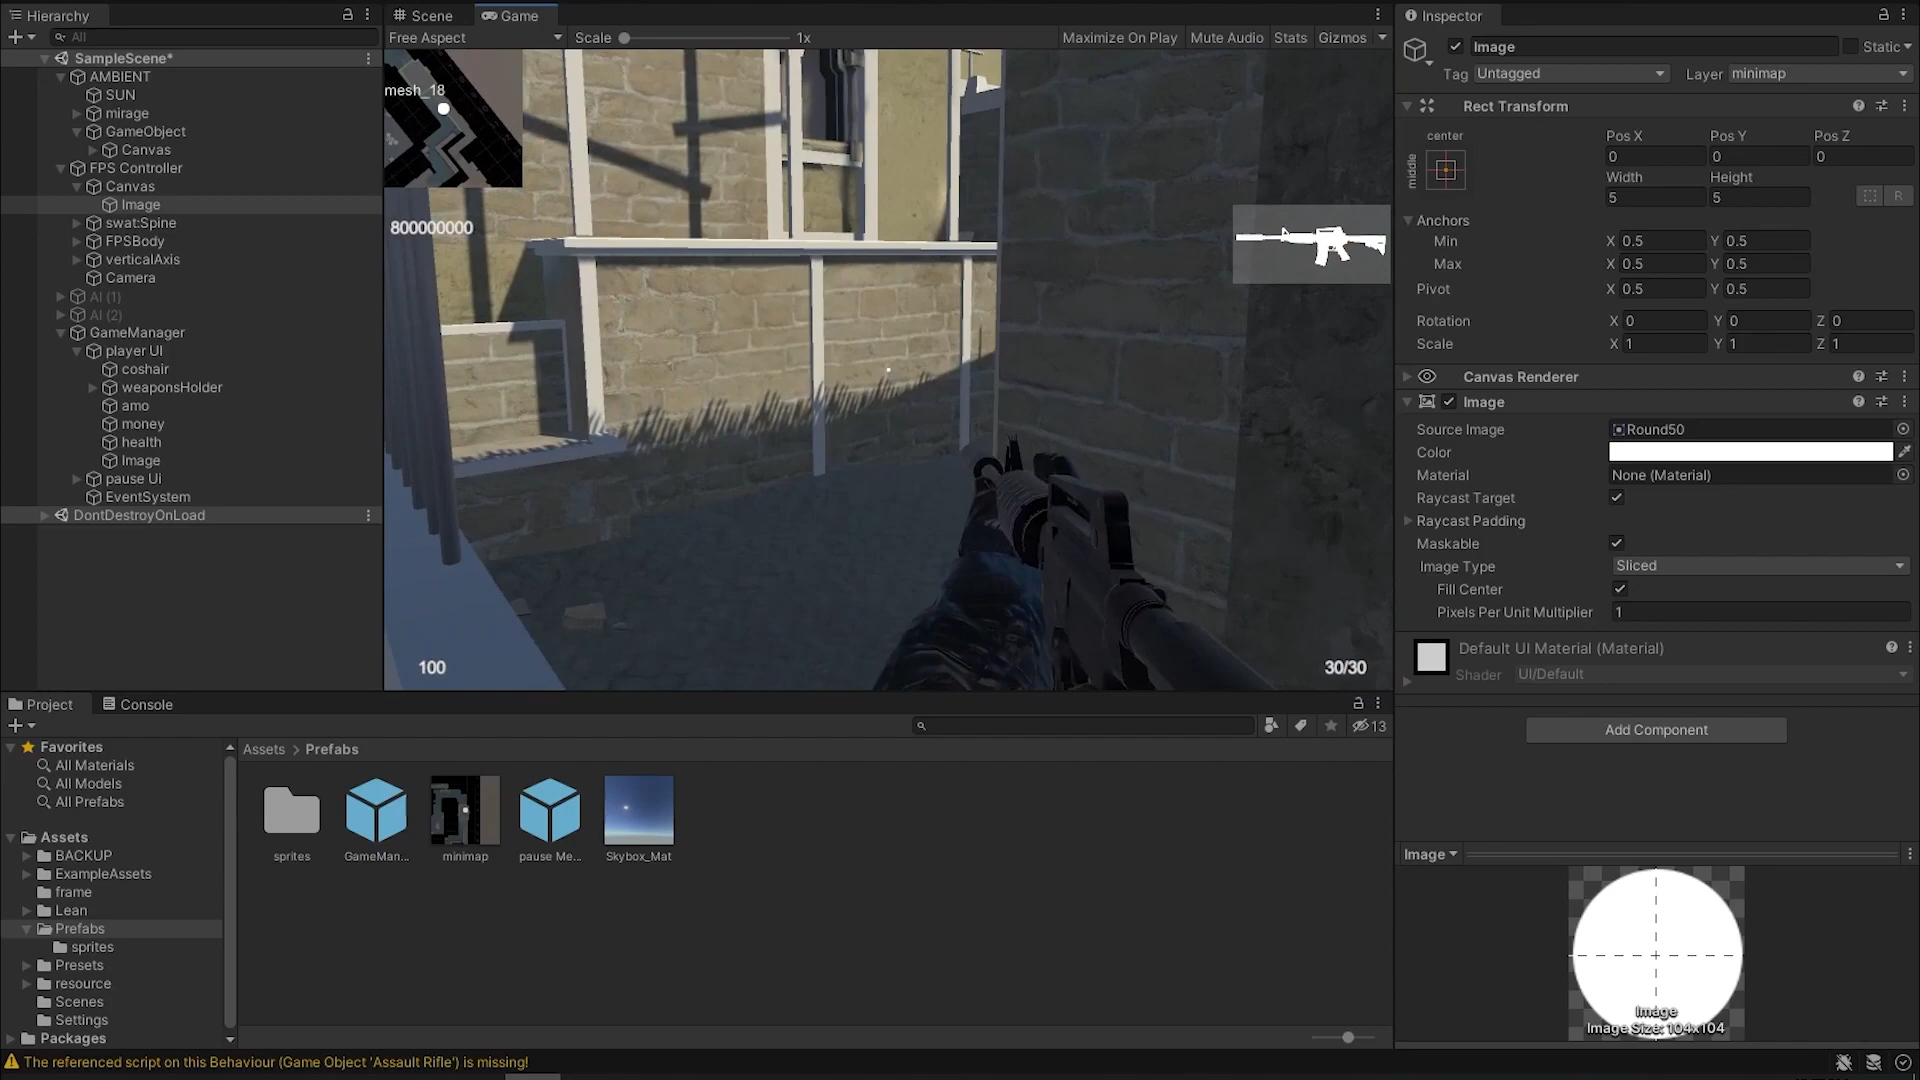 Hierarchy
All
SampleScene*
AMBIENT
SUN
mirage
GameObject
Canvas
FPS Controller
Canvas
Image
swat:Spine
FPSBody
verticalAxis
Camera
AI (1)
AI (2)
GameManager
player UI
coshair
weaponsHolder
amo
money
health
Image
pause Ui
EventSystem
DontDestroyOnLoad
Scene
Game
Free Aspect
Scale
1x
Maximize On Play
Mute Audio
Stats
Gizmos
mesh_18
800000000
100
30/30
Inspector
Image
Static
Tag Untagged
Layer minimap
Rect Transform
center
middle
Pos X Pos Y Pos Z
0 0 0
Width Height
5 5
R
Anchors
Min X 0.5 Y 0.5
Max X 0.5 Y 0.5
Pivot X 0.5 Y 0.5
Rotation X 0 Y 0 Z 0
Scale X 1 Y 1 Z 1
Canvas Renderer
Image
Source Image Round50
Color
Material None (Material)
Raycast Target
Raycast Padding
Maskable
Image Type Sliced
Fill Center
Pixels Per Unit Multiplier 1
Default UI Material (Material)
Shader UI/Default
Add Component
Image
Image
Image Size: 104x104
Project
Console
13
Favorites
All Materials
All Models
All Prefabs
Assets
BACKUP
ExampleAssets
frame
Lean
Prefabs
sprites
Presets
resource
Scenes
Settings
Packages
Assets > Prefabs
sprites
GameMan...
minimap
pause Me...
Skybox_Mat
The referenced script on this Behaviour (Game Object 'Assault Rifle') is missing!